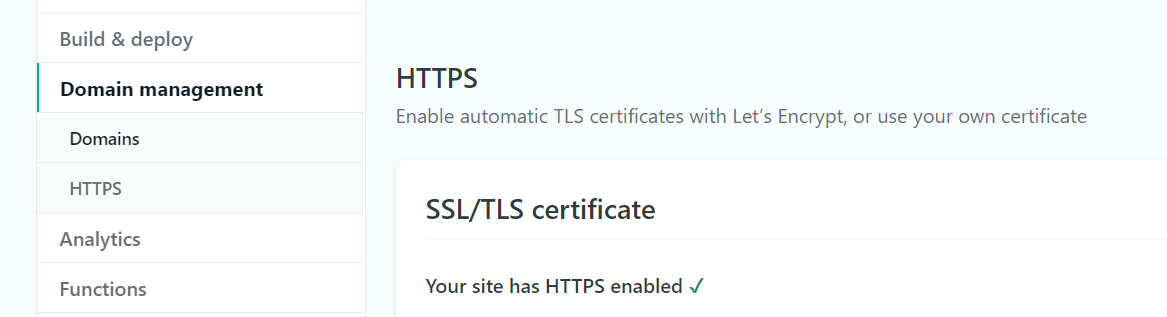 Build & deploy
Domain management
Domains
HTTPS
Analytics
Functions
HTTPS
Enable automatic TLS certificates with Let’s Encrypt, or use your own certificate
SSL/TLS certificate
Your site has HTTPS enabled ✓